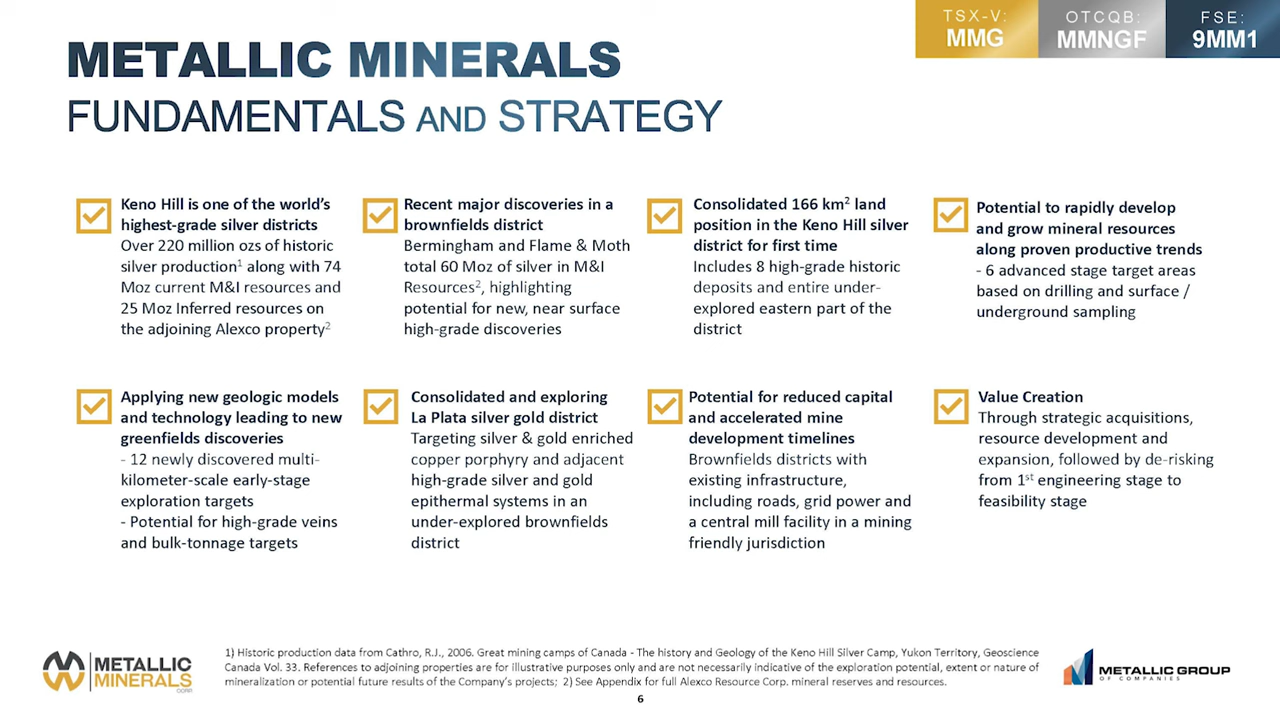 TSX-V:
MMG
OTCQB:
MMNGF
FSE:
9MM1
METALLIC MINERALS
FUNDAMENTALS AND STRATEGY
Keno Hill is one of the world's
highest-grade silver districts
Over 220 million ozs of historic
silver production1 along with 74
Moz current M&I resources and
25 Moz Inferred resources on
the adjoining Alexco property2
Recent major discoveries in a
brownfields district
Bermingham and Flame & Moth
total 60 Moz of silver in M&I
Resources2, highlighting
potential for new, near surface
high-grade discoveries
Consolidated 166 km2 land
position in the Keno Hill silver
district for first time
Includes 8 high-grade historic
deposits and entire under-
explored eastern part of the
district
Potential to rapidly develop
and grow mineral resources
along proven productive trends
- 6 advanced stage target areas
based on drilling and surface /
underground sampling
Applying new geologic models
and technology leading to new
greenfields discoveries
- 12 newly discovered multi-
kilometer-scale early-stage
exploration targets
- Potential for high-grade veins
and bulk-tonnage targets
Consolidated and exploring
La Plata silver gold district
Targeting silver & gold enriched
copper porphyry and adjacent
high-grade silver and gold
epithermal systems in an
under-explored brownfields
district
Potential for reduced capital
and accelerated mine
development timelines
Brownfields districts with
existing infrastructure,
including roads, grid power and
a central mill facility in a mining
friendly jurisdiction
Value Creation
Through strategic acquisitions,
resource development and
expansion, followed by de-risking
from 1st engineering stage to
feasibility stage
METALLIC
MINERALS
CORP.
1) Historic production data from Cathro, R.J., 2006. Great mining camps of Canada - The history and Geology of the Keno Hill Silver Camp, Yukon Territory, Geoscience
Canada Vol. 33. References to adjoining properties are for illustrative purposes only and are not necessarily indicative of the exploration potential, extent or nature of
mineralization or potential future results of the Company's projects; 2) See Appendix for full Alexco Resource Corp. mineral reserves and resources.
METALLIC GROUP
OF COMPANIES
6